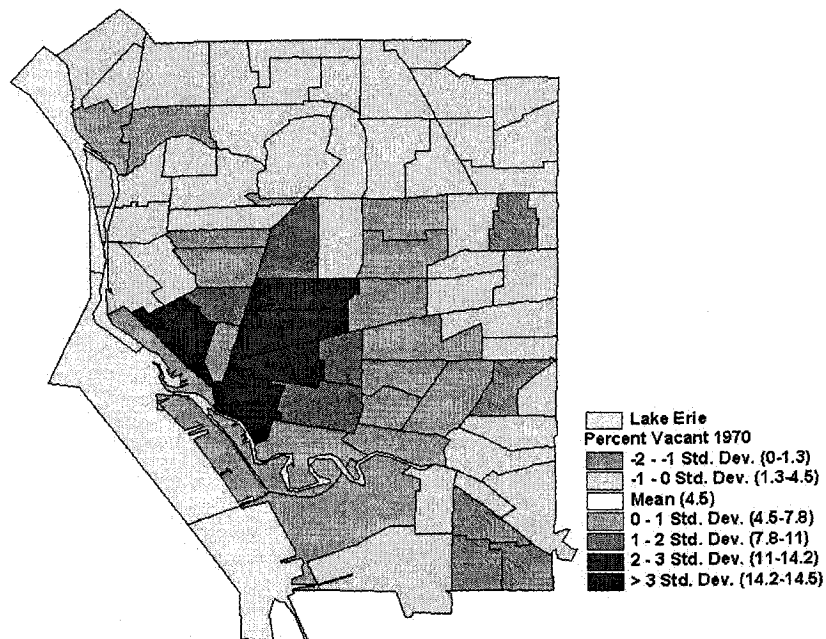 Lake Erie
Percent Vacant 1970
-2 - -1 Std. Dev. (0-1.3)
-1 - 0 Std. Dev. (1.3-4.5)
Mean (4.5)
0 - 1 Std. Dev. (4.5-7.8)
1 - 2 Std. Dev. (7.8-11)
2 - 3 Std. Dev. (11-14.2)
> 3 Std. Dev. (14.2-14.5)